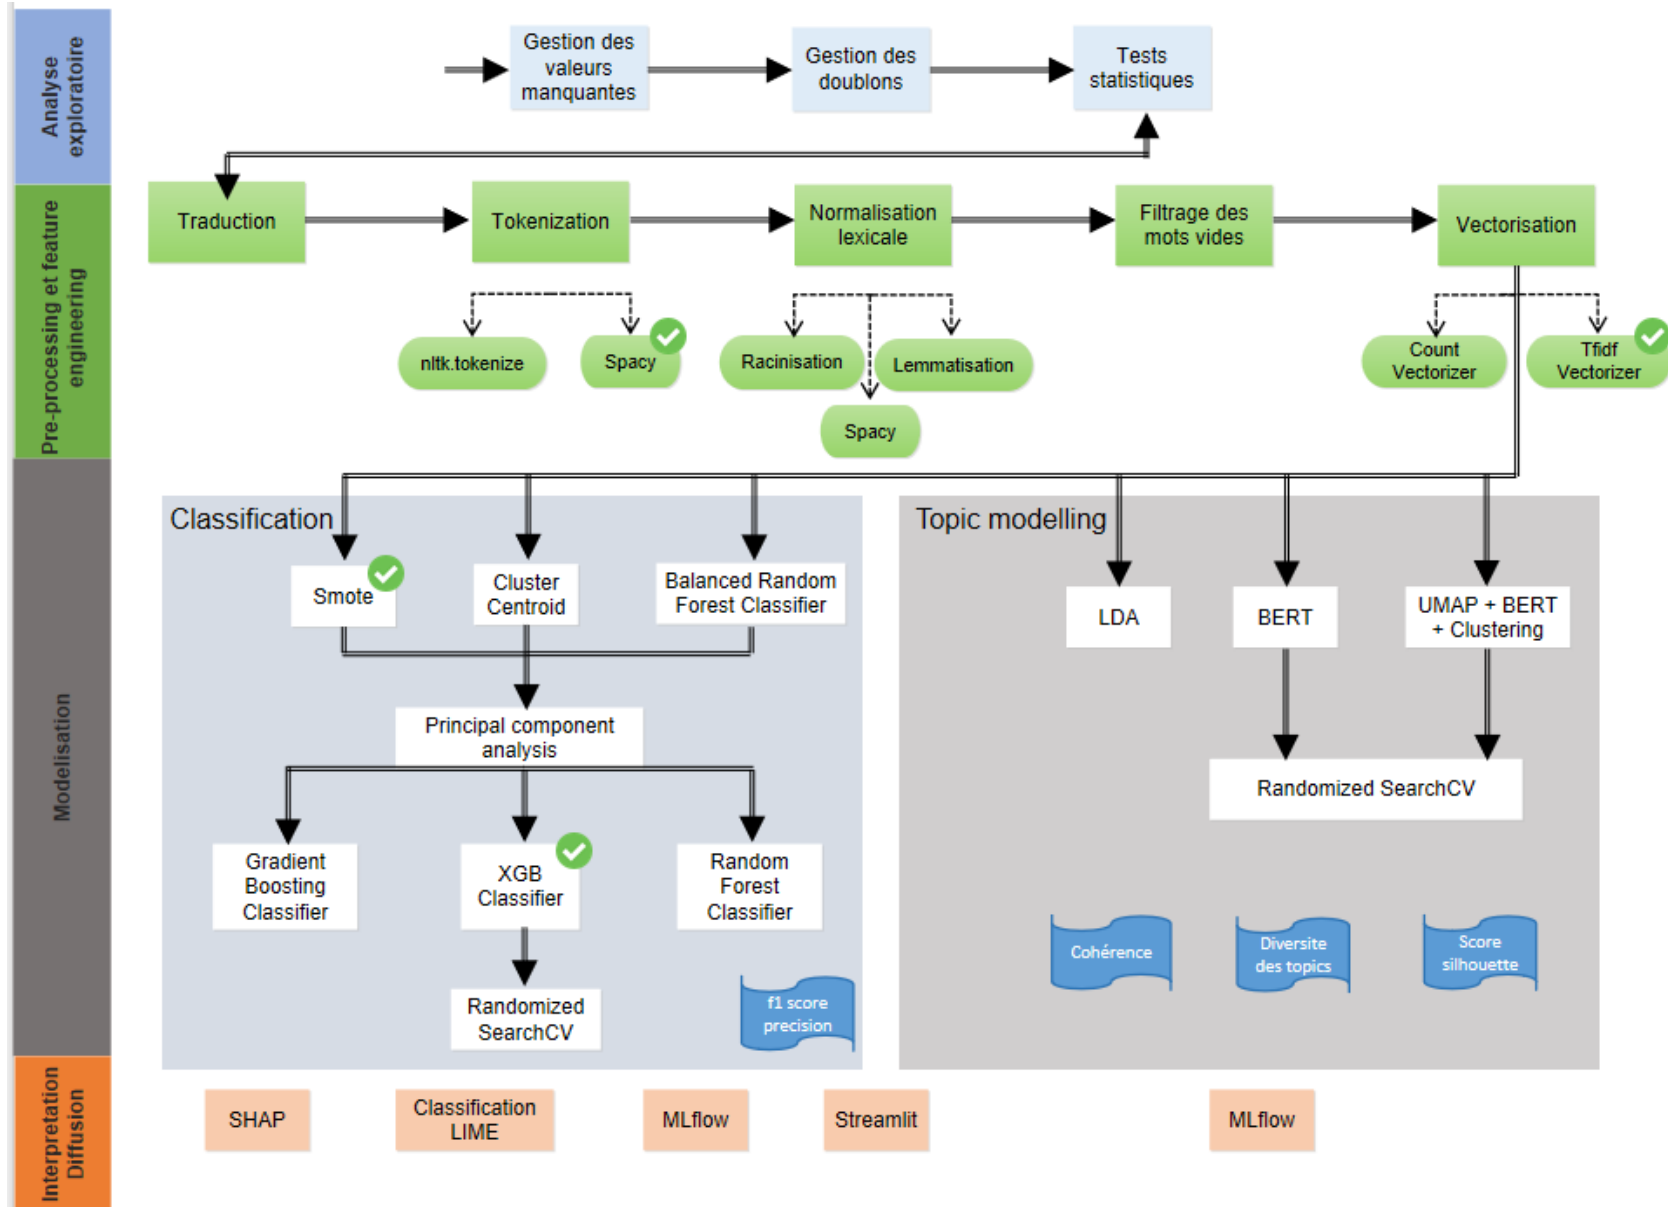 Analyse
exploratoire
Gestion des
valeurs
manquantes
Gestion des
doublons
Tests
statistiques
Pre-processing et feature
engineering
Traduction
Tokenization
Normalisation
lexicale
Filtrage des
mots vides
Vectorisation
nltk.tokenize
Spacy
Racinisation
Lemmatisation
Spacy
Count
Vectorizer
Tfidf
Vectorizer
Modelisation
Classification
Smote
Cluster
Centroid
Balanced Random
Forest Classifier
Principal component
analysis
Gradient
Boosting
Classifier
XGB
Classifier
Random
Forest
Classifier
Randomized
SearchCV
f1 score
precision
Topic modelling
LDA
BERT
UMAP + BERT
+ Clustering
Randomized SearchCV
Cohérence
Diversite
des topics
Score
silhouette
Interpretation
Diffusion
SHAP
Classification
LIME
MLflow
Streamlit
MLflow